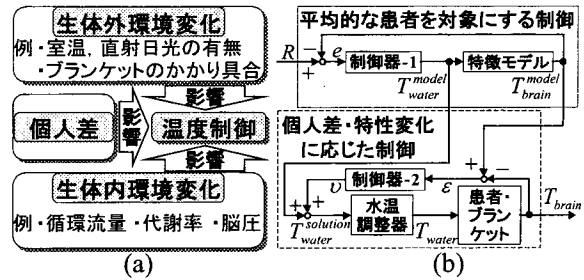 生体外環境変化
例・室温,直射日光の有無
・ブランケットのかかり具合
影響
個人差
影響
温度制御
影響
生体内環境変化
例・循環流量・代謝率・脳圧
(a)
平均的な患者を対象にする制御
R
−
+
e
制御器-1
T_water^model
特徴モデル
T_brain^model
個人差・特性変化
に応じた制御
制御器-2
υ
ε
+
−
+
+
T_water^solution
水温
調整器
T_water
患者・
ブラン
ケット
T_brain
(b)